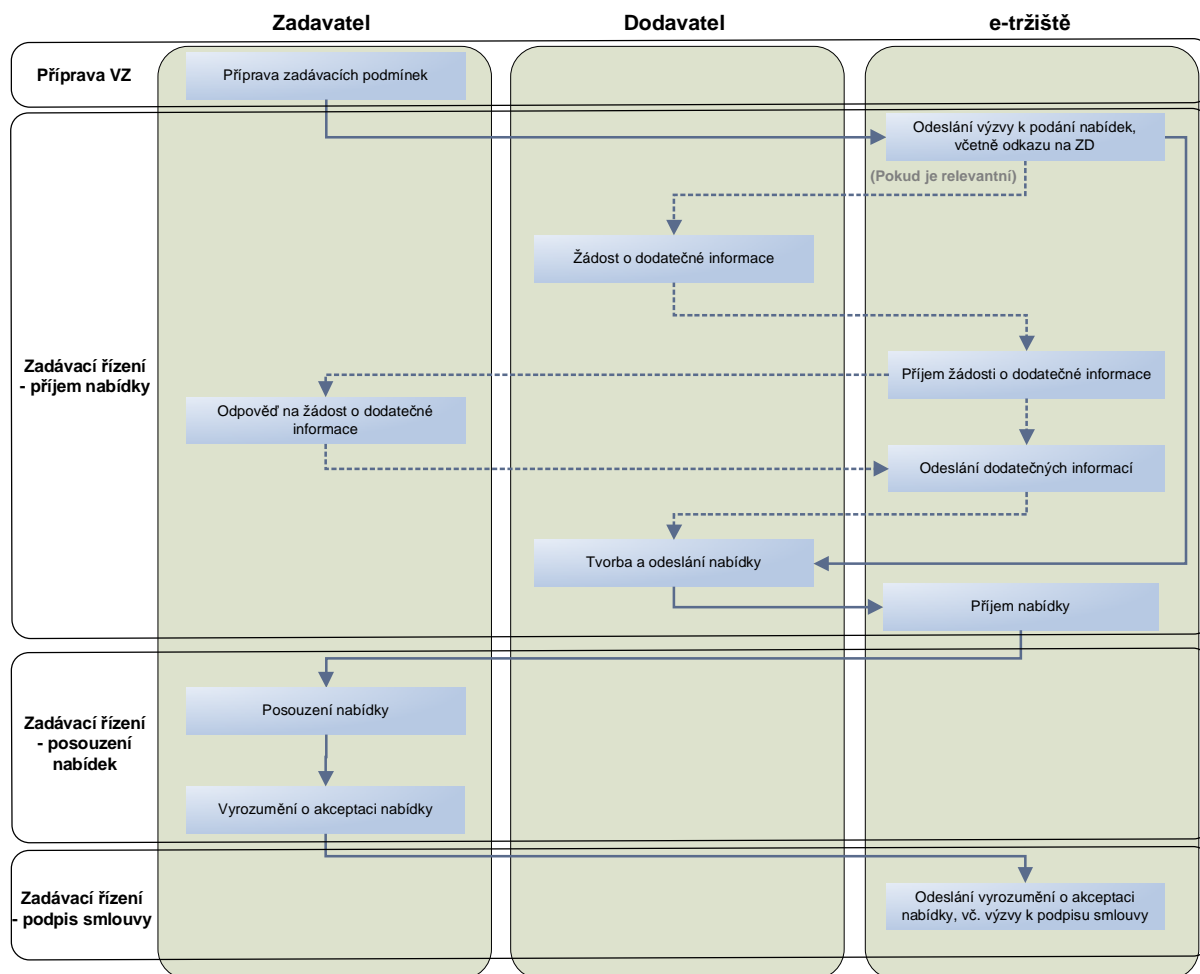 Zadavatel
Dodavatel
e-tržiště
Příprava VZ
Příprava zadávacích podmínek
Odeslání výzvy k podání nabídek,
včetně odkazu na ZD
(Pokud je relevantní)
Žádost o dodatečné informace
Zadávací řízení
- příjem nabídky
Příjem žádosti o dodatečné informace
Odpověď na žádost o dodatečné
informace
Odeslání dodatečných informací
Tvorba a odeslání nabídky
Příjem nabídky
Zadávací řízení
- posouzení
nabídek
Posouzení nabídky
Vyrozumění o akceptaci nabídky
Zadávací řízení
- podpis smlouvy
Odeslání vyrozumění o akceptaci
nabídky, vč. výzvy k podpisu smlouvy